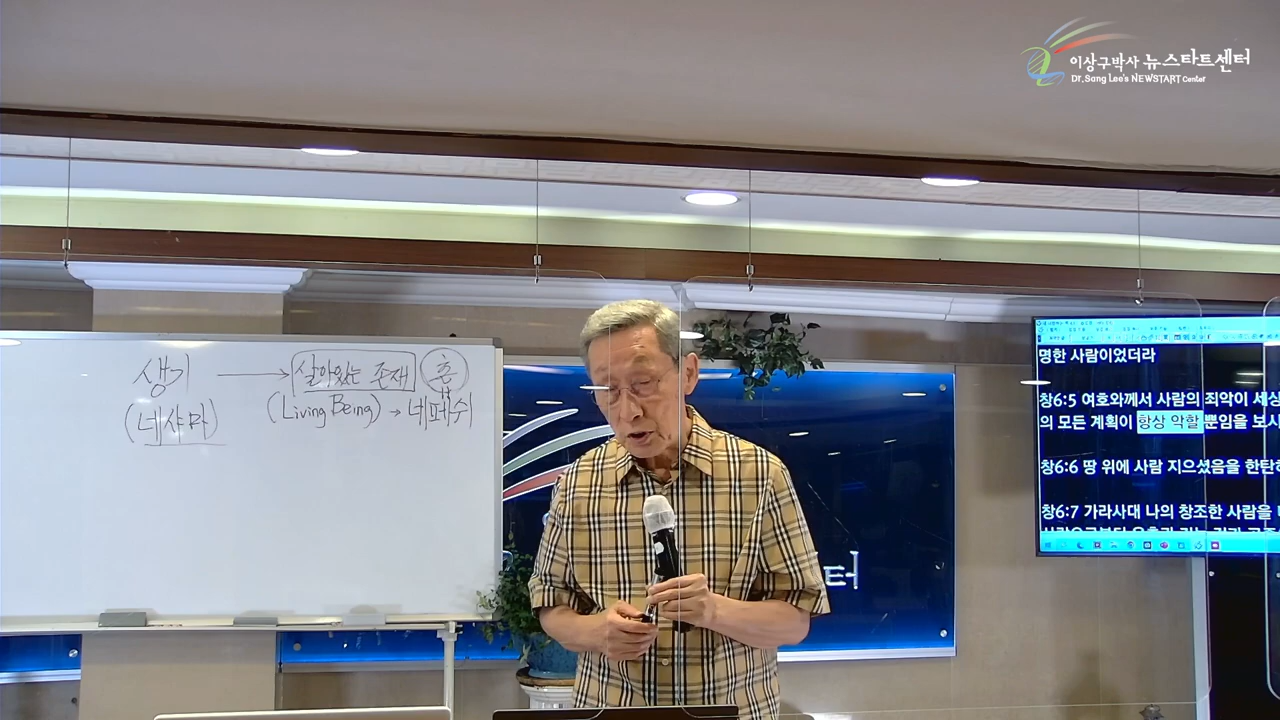 이상구박사 뉴스타트센터
Dr. Sang Lee's NEWSTART Center
생기 → 살아있는 존재 혼
(네샤마) (Living Being) → 네페쉬
명한 사람이었더라
창6:5 여호와께서 사람의 죄악이 세상
의 모든 계획이 항상 악할 뿐임을 보시
창6:6 땅 위에 사람 지으셨음을 한탄하
창6:7 가라사대 나의 창조한 사람을
터